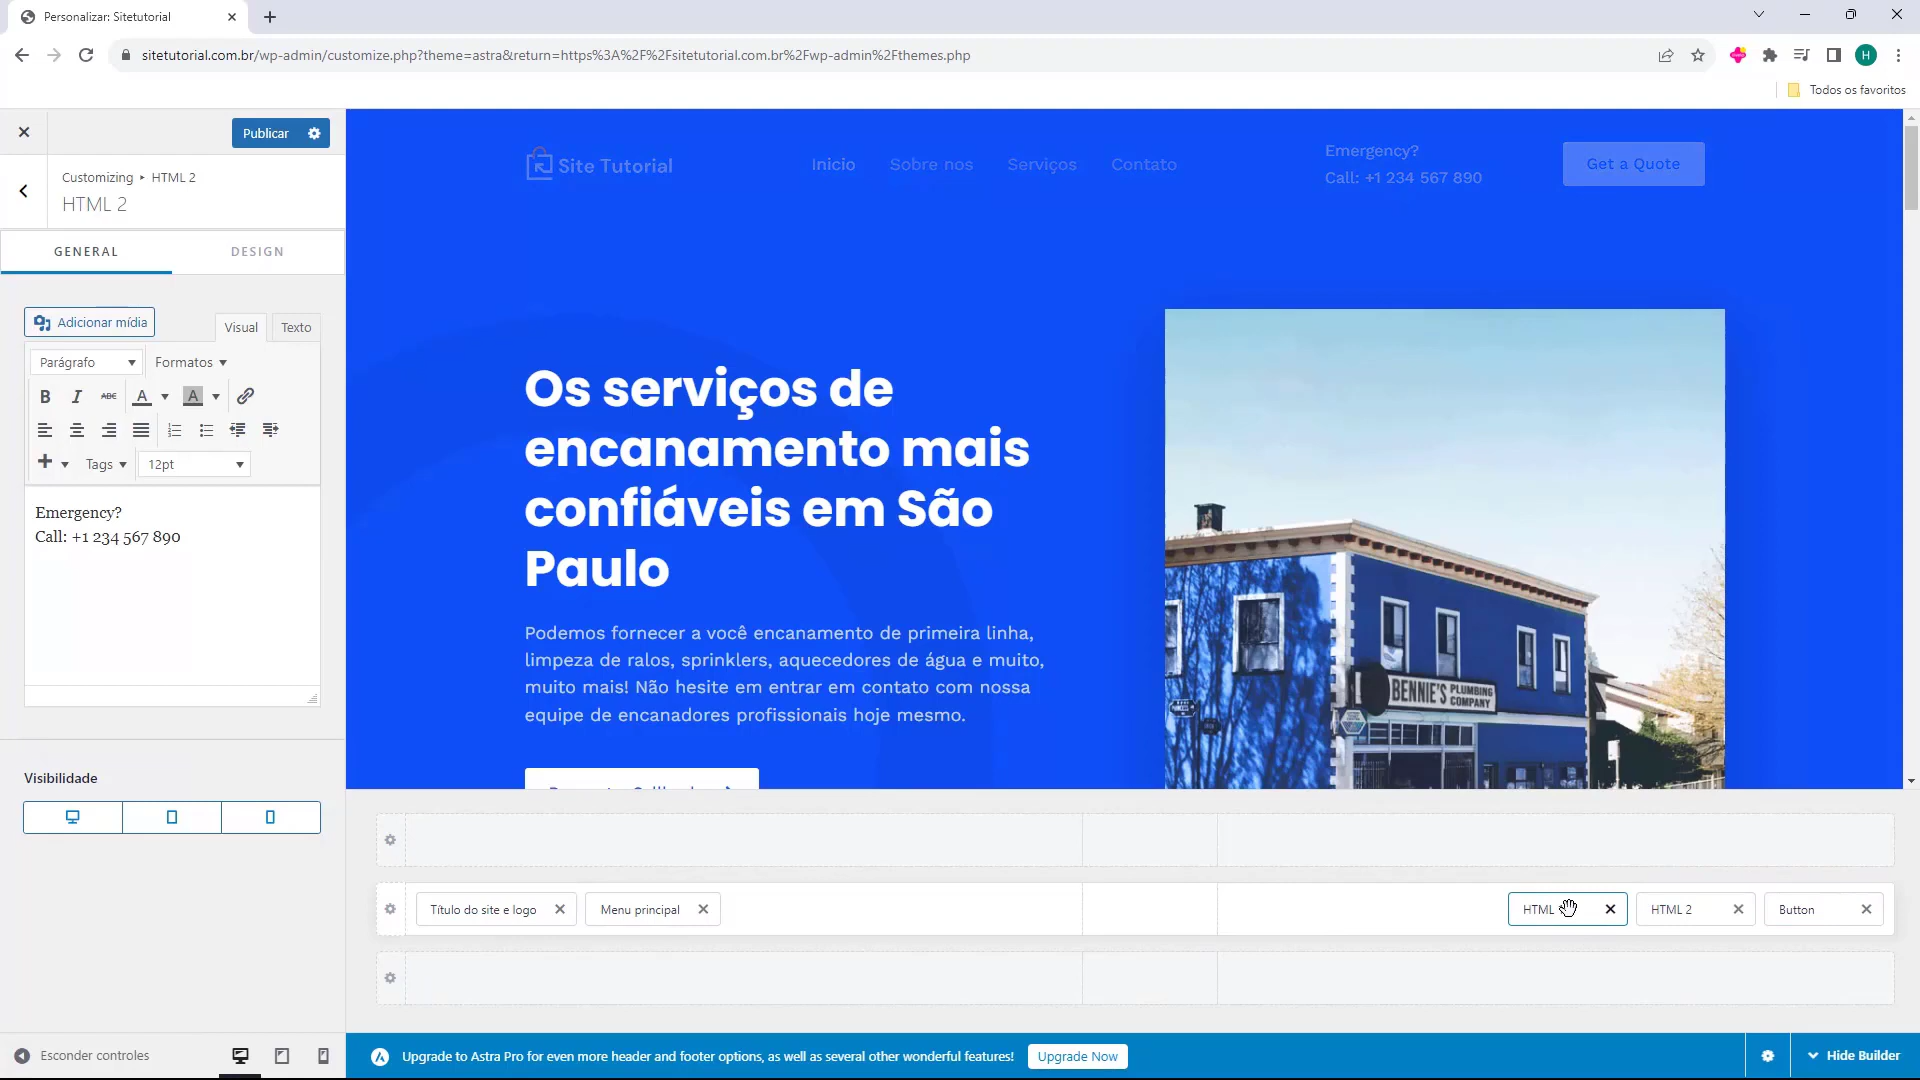 Personalizar: Sitetutorial
sitetutorial.com.br/wp-admin/customize.php?theme=astra&return=https%3A%2F%2Fsitetutorial.com.br%2Fwp-admin%2Fthemes.php
H
Todos os favoritos
Publicar
Customizing ▸ HTML 2
HTML 2
GENERAL
DESIGN
Adicionar mídia
Visual
Texto
Parágrafo
Formatos
B I ABC A A
Tags
12pt
Emergency?
Call: +1 234 567 890
Visibilidade
Esconder controles
Site Tutorial
Inicio
Sobre nos
Serviços
Contato
Emergency?
Call: +1 234 567 890
Get a Quote
Os serviços de
encanamento mais
confiáveis em São
Paulo
Podemos fornecer a você encanamento de primeira linha,
limpeza de ralos, sprinklers, aquecedores de água e muito,
muito mais! Não hesite em entrar em contato com nossa
equipe de encanadores profissionais hoje mesmo.
BENNIE'S PLUMBING
COMPANY
Título do site e logo
Menu principal
HTML
HTML 2
Button
Upgrade to Astra Pro for even more header and footer options, as well as several other wonderful features!
Upgrade Now
Hide Builder